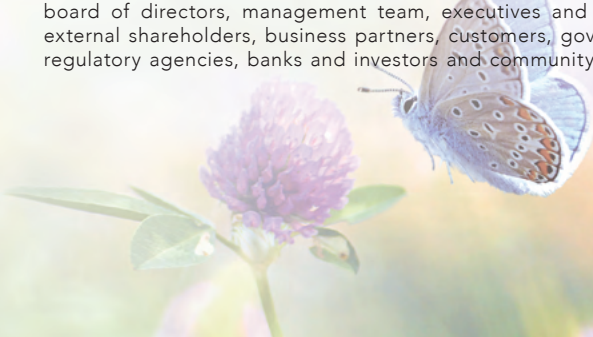 board of directors, management team, executives and
external shareholders, business partners, customers,
regulatory agencies, banks and investors and community